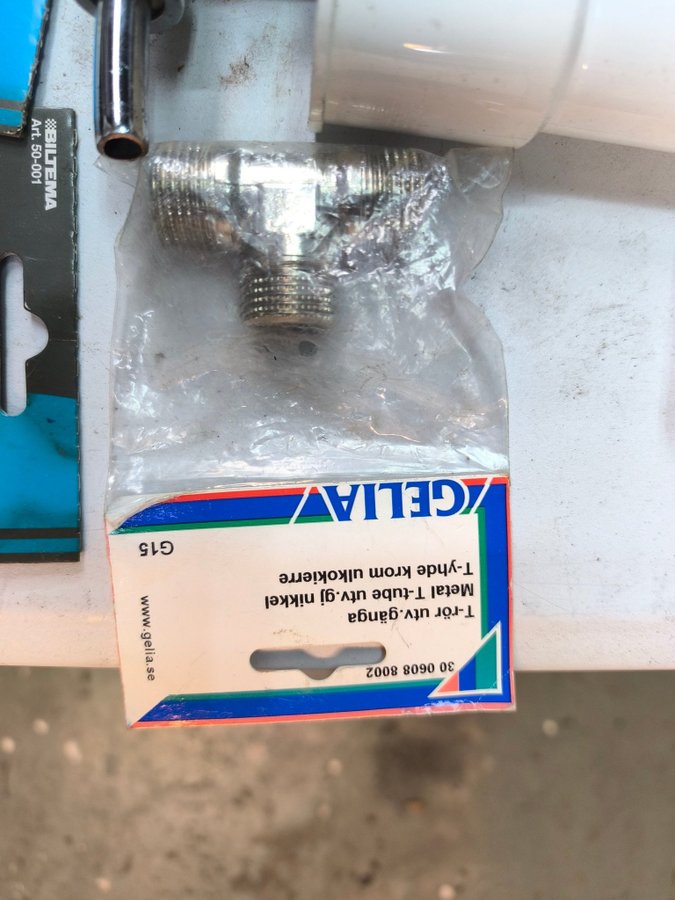 BILTEMA
Art. 50-001
GELIA
30 0608 8002
T-rör utv.gänga
Metal T-tube utv.gj nikkel
T-yhde krom ulkokierre
G15
www.gelia.se